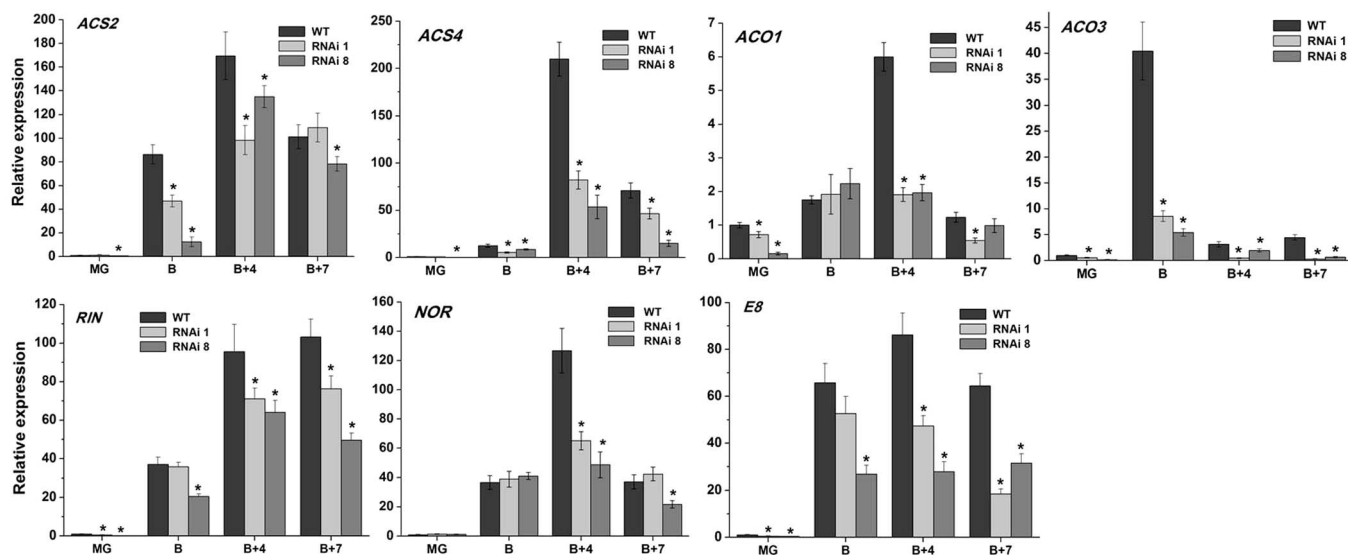 ACS2
WT
RNAi 1
RNAi 8
Relative expression
200
180
160
140
120
100
80
60
40
20
0
* * * * * * *
MG B B+4 B+7
ACS4
WT
RNAi 1
RNAi 8
250
200
150
100
50
25
0
* * * * * * *
MG B B+4 B+7
ACO1
WT
RNAi 1
RNAi 8
7
6
5
4
3
2
1
0
* * * * *
MG B B+4 B+7
ACO3
WT
RNAi 1
RNAi 8
50
45
40
35
30
25
20
15
10
5
0
* * * * * * * *
MG B B+4 B+7
RIN
WT
RNAi 1
RNAi 8
Relative expression
120
100
80
60
40
20
0
* * * * * * *
MG B B+4 B+7
NOR
WT
RNAi 1
RNAi 8
160
140
120
100
80
60
40
20
0
* * *
MG B B+4 B+7
E8
WT
RNAi 1
RNAi 8
100
80
60
40
20
0
* * * * * * *
MG B B+4 B+7